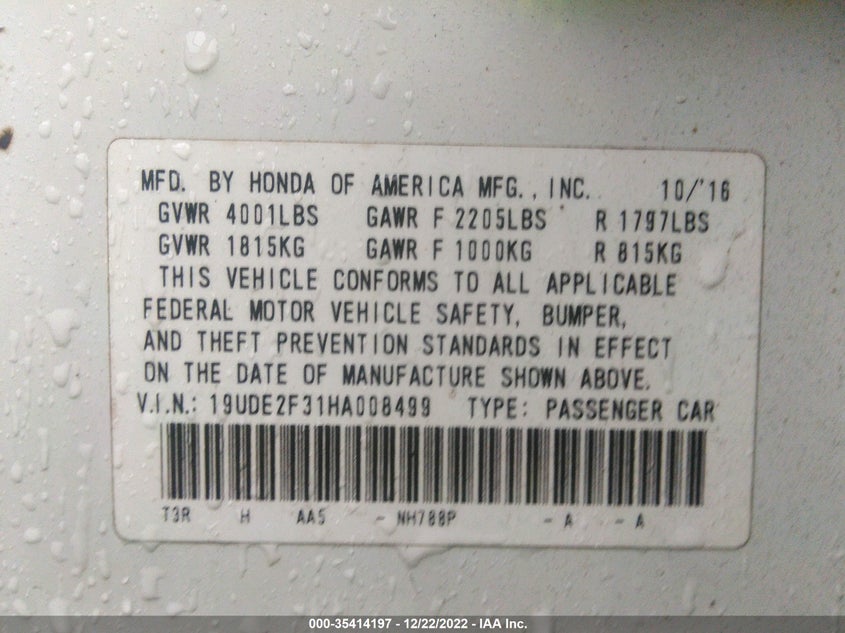 MFD. BY HONDA OF AMERICA MFG., INC. 10/'16
GVWR 4001LBS GAWR F 2205LBS R 1797LBS
GVWR 1815KG GAWR F 1000KG R 815KG
THIS VEHICLE CONFORMS TO ALL APPLICABLE
FEDERAL MOTOR VEHICLE SAFETY, BUMPER,
AND THEFT PREVENTION STANDARDS IN EFFECT
ON THE DATE OF MANUFACTURE SHOWN ABOVE.
V.I.N.: 19UDE2F31HA008499 TYPE: PASSENGER CAR
T3R H AA5 - NH788P - A - A
000-35414197 - 12/22/2022 - IAA Inc.